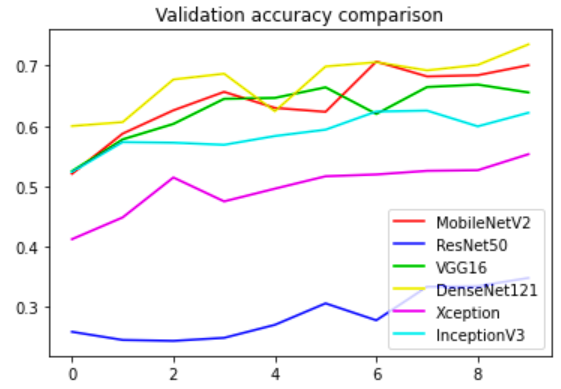 Validation accuracy comparison
0.7
0.6
0.5
0.4
0.3
MobileNetV2
ResNet50
VGG16
DenseNet121
Xception
InceptionV3
0 2 4 6 8